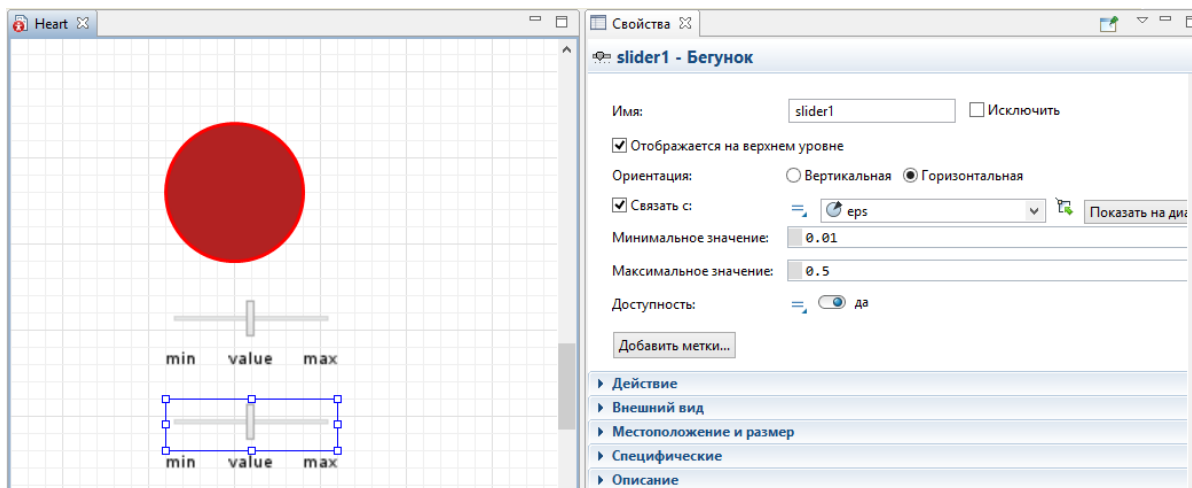 Heart
min value max
min value max
Свойства
slider1 - Бегунок
Имя: slider1 Исключить
Отображается на верхнем уровне
Ориентация: Вертикальная Горизонтальная
Связать с: eps Показать на диа
Минимальное значение: 0.01
Максимальное значение: 0.5
Доступность: да
Добавить метки...
Действие
Внешний вид
Местоположение и размер
Специфические
Описание